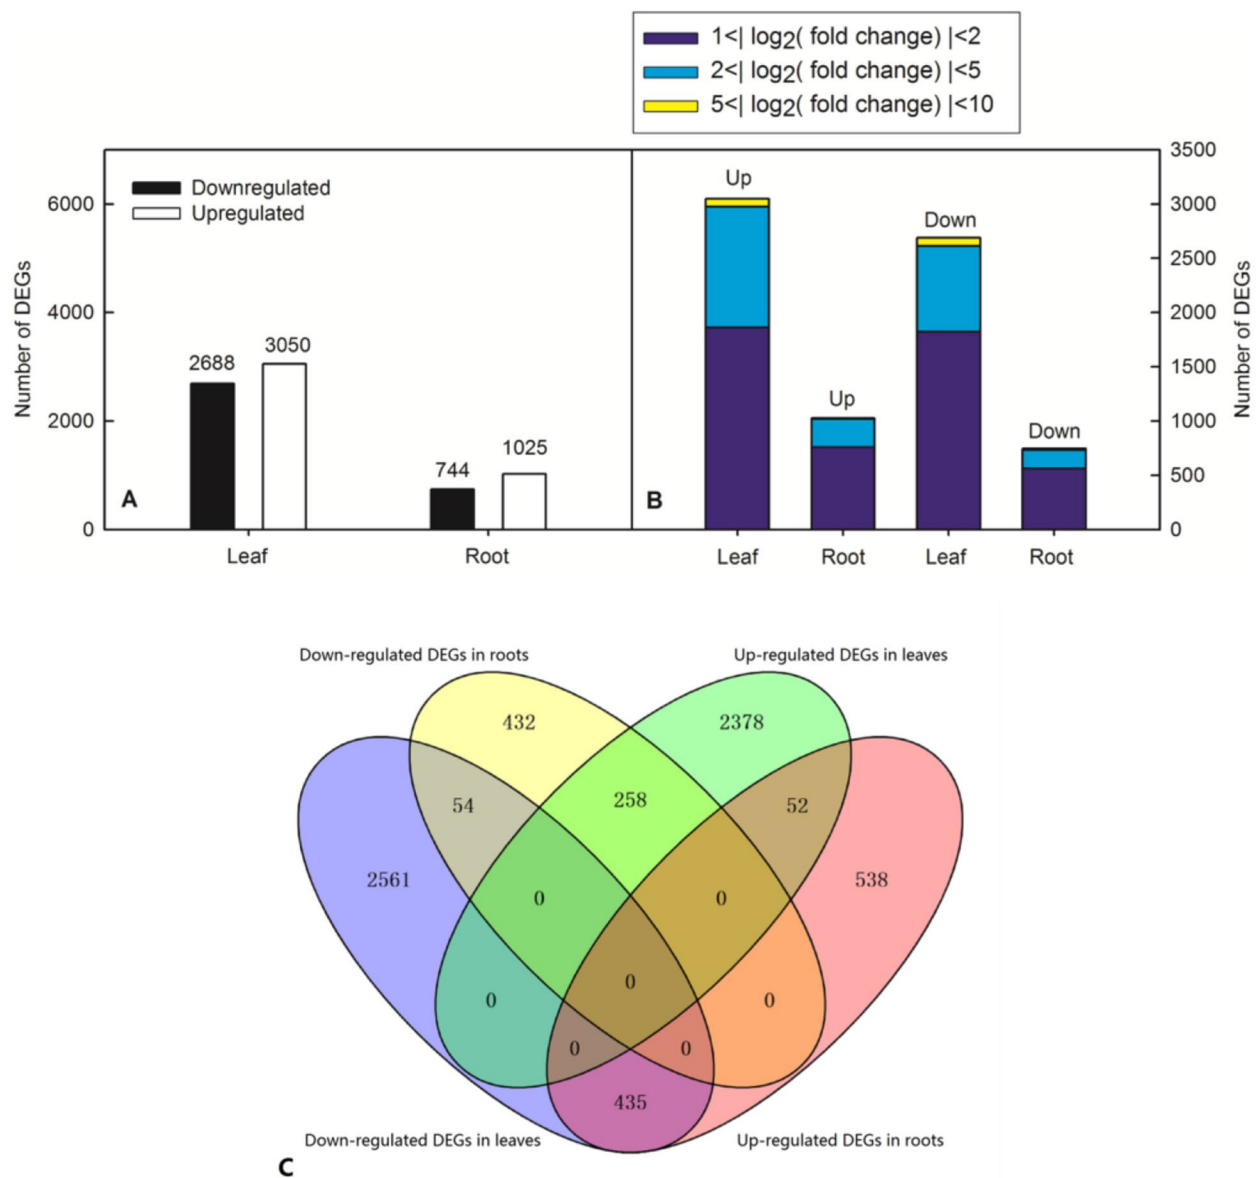 1<| log2( fold change) |<2
2<| log2( fold change) |<5
5<| log2( fold change) |<10
Downregulated
Upregulated
Number of DEGs
6000
4000
2000
0
2688
3050
744
1025
A
Leaf
Root
Up
Up
Down
Down
B
Leaf
Root
Leaf
Root
3500
3000
2500
2000
1500
1000
500
0
Number of DEGs
Down-regulated DEGs in roots
Up-regulated DEGs in leaves
432
2378
54
258
52
2561
0
0
538
0
0
0
0
0
435
Down-regulated DEGs in leaves
Up-regulated DEGs in roots
C